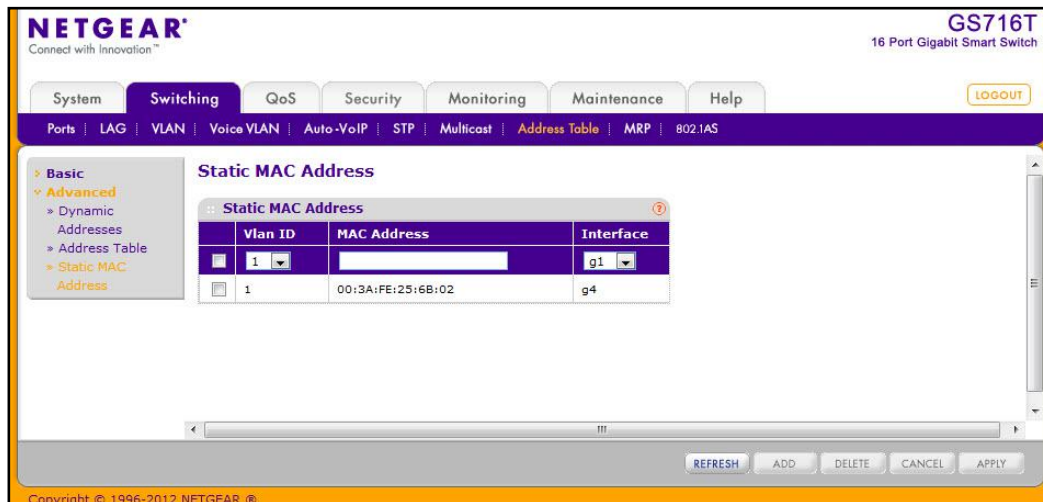 NETGEAR®
Connect with Innovation™
GS716T
16 Port Gigabit Smart Switch
System Switching QoS Security Monitoring Maintenance Help LOGOUT
Ports LAG VLAN Voice VLAN Auto-VoIP STP Multicast Address Table MRP 802.1AS
Basic
Advanced
» Dynamic
Addresses
» Address Table
» Static MAC
Address
Static MAC Address
Static MAC Address ?
Vlan ID MAC Address Interface
1 g1
1 00:3A:FE:25:6B:02 g4
REFRESH ADD DELETE CANCEL APPLY
Copyright © 1996-2012 NETGEAR ®